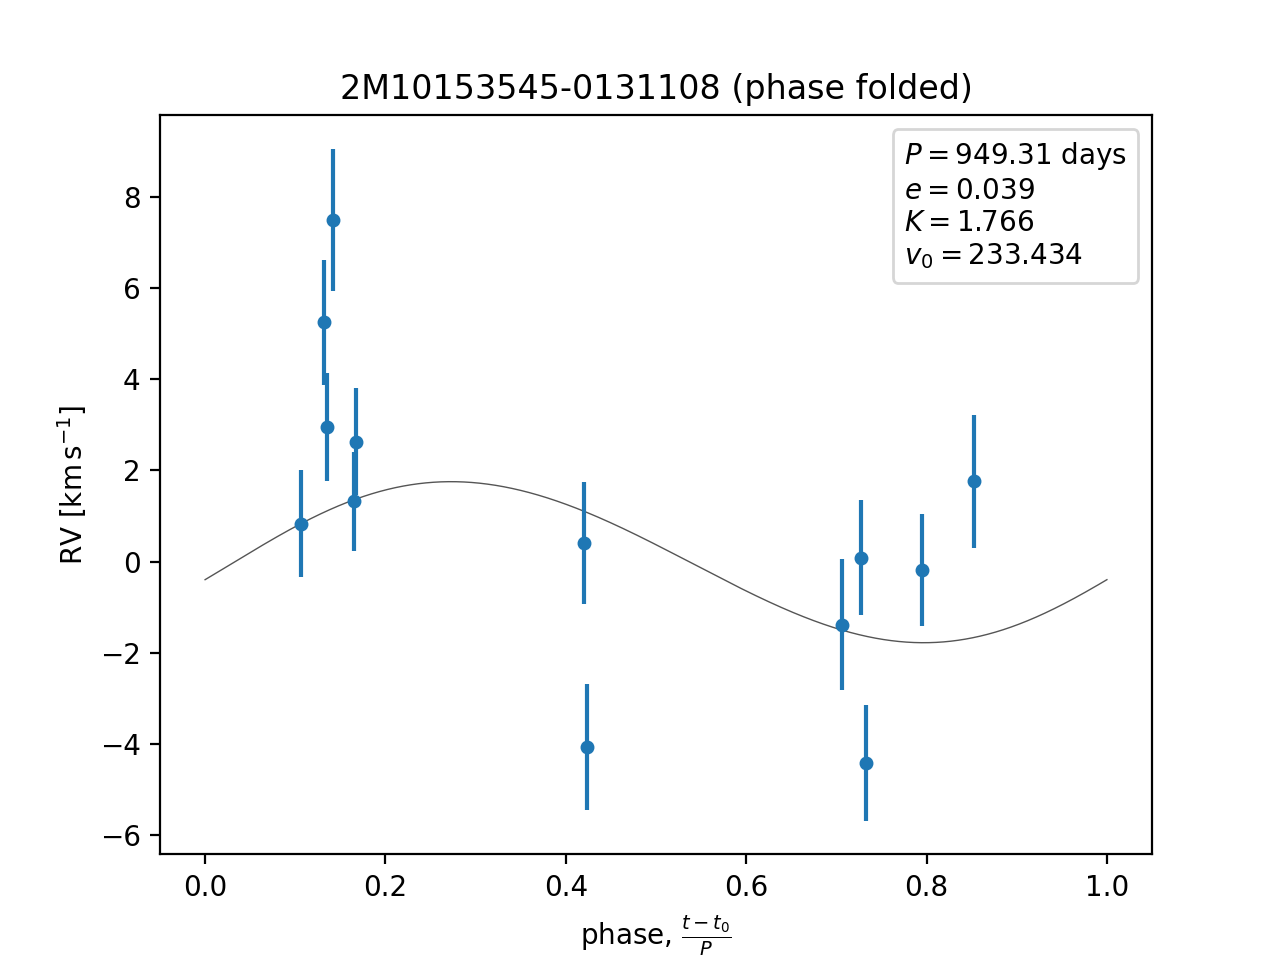 2M10153545-0131108 (phase folded)
P = 949.31 days
e = 0.039
K = 1.766
v₀ = 233.434
RV [km s⁻¹]
8
6
4
2
0
−2
−4
−6
0.0 0.2 0.4 0.6 0.8 1.0
phase, (t − t₀)/P